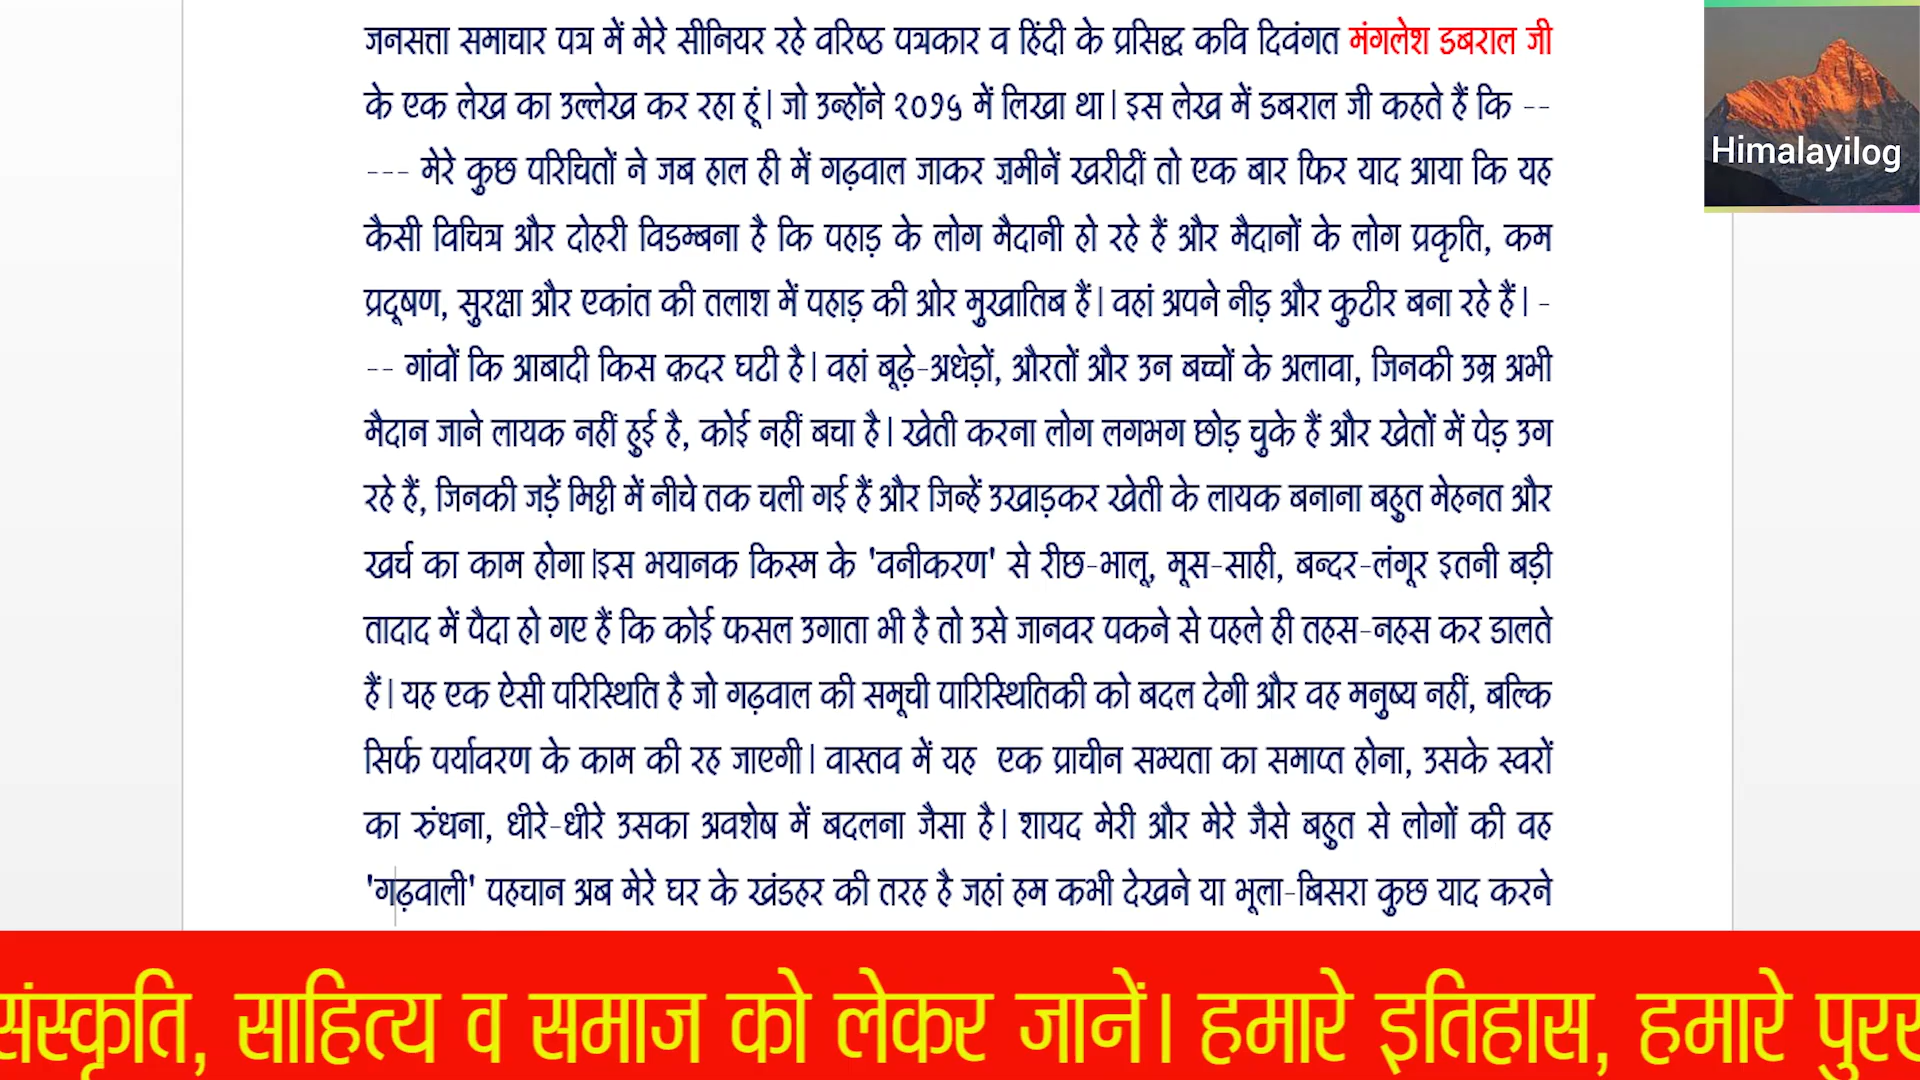 जनसत्ता समाचार पत्र में मेरे सीनियर रहे वरिष्ठ पत्रकार व हिंदी के प्रसिद्ध कवि दिवंगत मंगलेश डबराल जी
के एक लेख का उल्लेख कर रहा हूं| जो उन्होंने २०१५ में लिखा था| इस लेख में डबराल जी कहते हैं कि --
--- मेरे कुछ परिचितों ने जब हाल ही में गढ़वाल जाकर ज़मीनें खरीदीं तो एक बार फिर याद आया कि यह
कैसी विचित्र और दोहरी विडम्बना है कि पहाड़ के लोग मैदानी हो रहे हैं और मैदानों के लोग प्रकृति, कम
प्रदूषण, सुरक्षा और एकांत की तलाश में पहाड़ की ओर मुखातिब हैं| वहां अपने नीड़ और कुटीर बना रहे हैं| -
-- गांवों कि आबादी किस क़दर घटी है| वहां बूढ़े-अधेड़ों, औरतों और उन बच्चों के अलावा, जिनकी उम्र अभी
मैदान जाने लायक नहीं हुई है, कोई नहीं बचा है| खेती करना लोग लगभग छोड़ चुके हैं और खेतों में पेड़ उग
रहे हैं, जिनकी जड़ें मिट्टी में नीचे तक चली गई हैं और जिन्हें उखाड़कर खेती के लायक बनाना बहुत मेहनत और
खर्च का काम होगा|इस भयानक किस्म के 'वनीकरण' से रीछ-भालू, मूस-साही, बन्दर-लंगूर इतनी बड़ी
तादाद में पैदा हो गए हैं कि कोई फसल उगाता भी है तो उसे जानवर पकने से पहले ही तहस-नहस कर डालते
हैं| यह एक ऐसी परिस्थिति है जो गढ़वाल की समूची पारिस्थितिकी को बदल देगी और वह मनुष्य नहीं, बल्कि
सिर्फ पर्यावरण के काम की रह जाएगी| वास्तव में यह एक प्राचीन सभ्यता का समाप्त होना, उसके स्वरों
का रुंधना, धीरे-धीरे उसका अवशेष में बदलना जैसा है| शायद मेरी और मेरे जैसे बहुत से लोगों की वह
'गढ़वाली' पहचान अब मेरे घर के खंडहर की तरह है जहां हम कभी देखने या भूला-बिसरा कुछ याद करने
Himalayilog
संस्कृति, साहित्य व समाज को लेकर जानें। हमारे इतिहास, हमारे